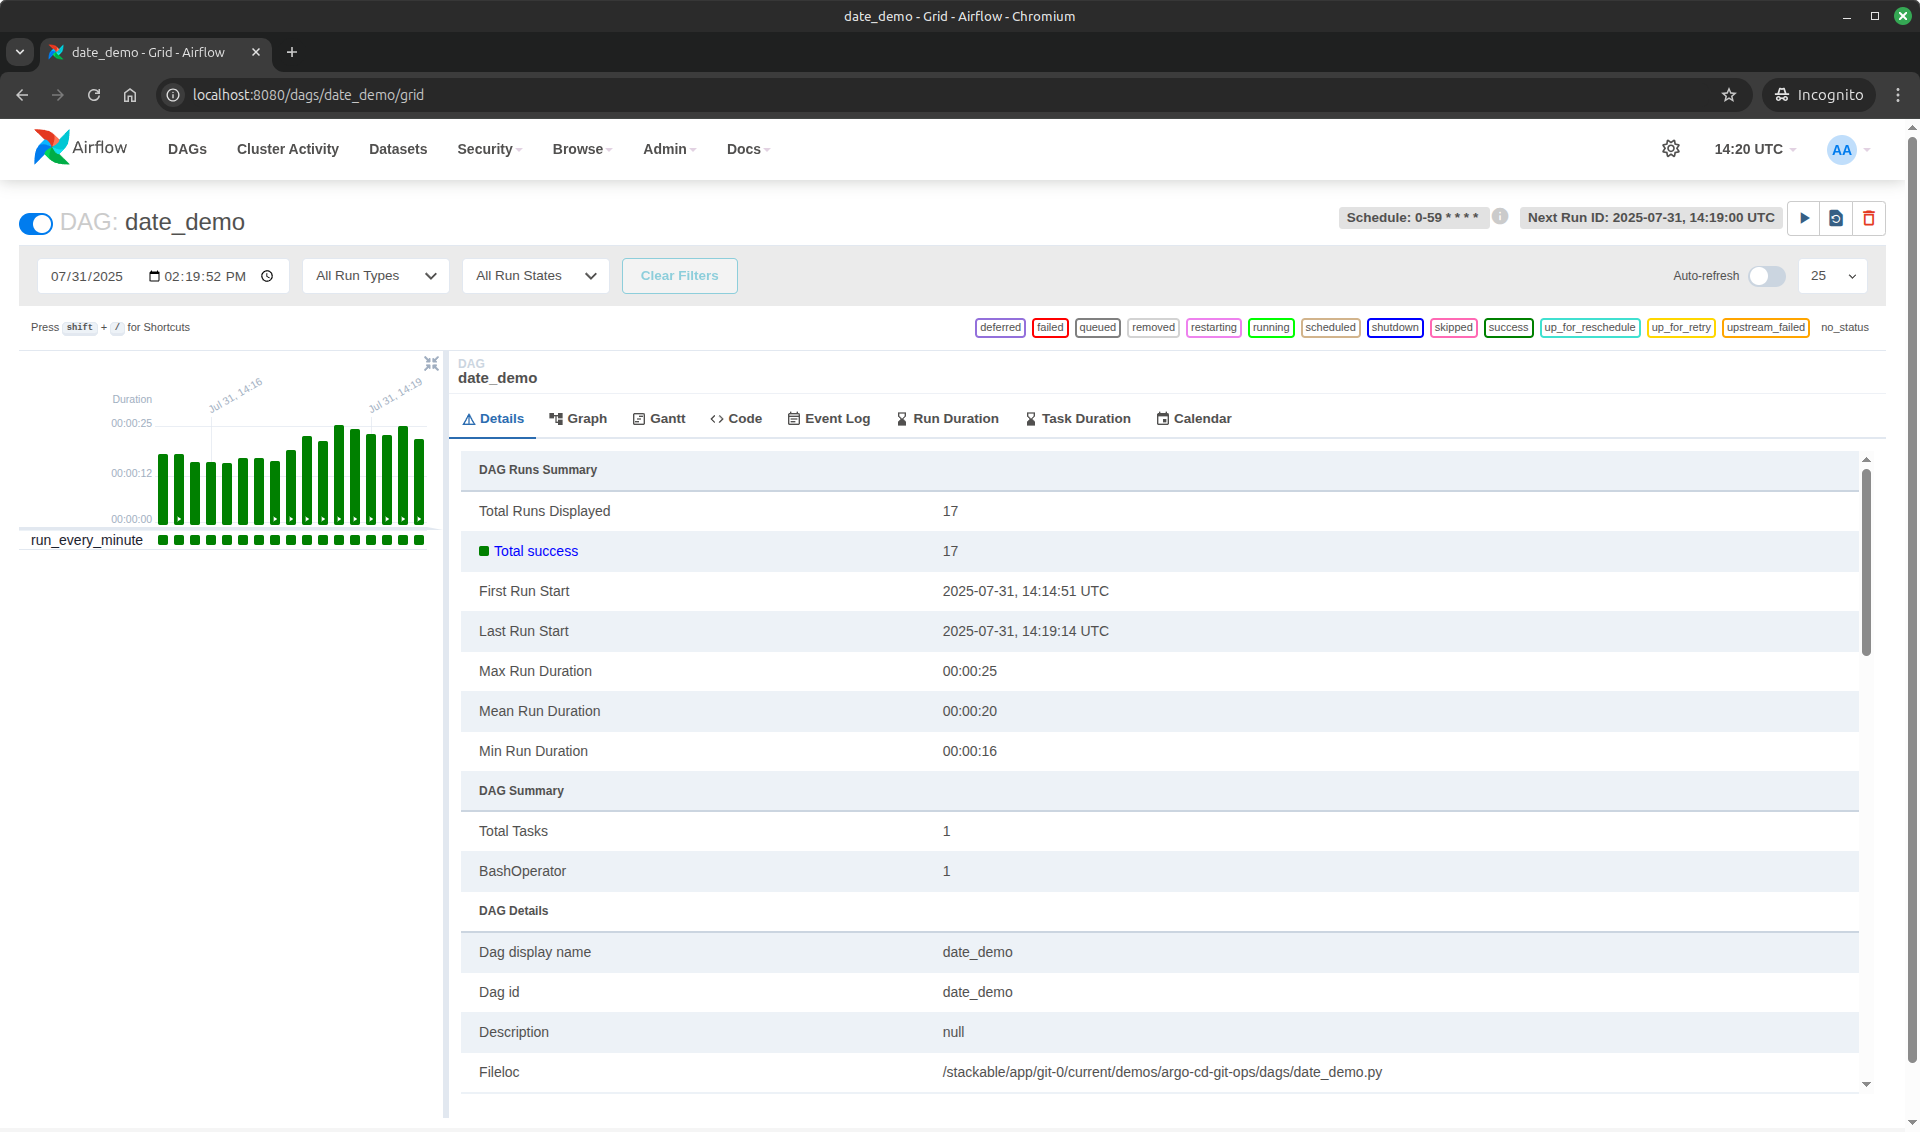 date_demo - Grid - Airflow - Chromium
date_demo - Grid - Airflow
localhost:8080/dags/date_demo/grid
Incognito
Airflow
DAGs
Cluster Activity
Datasets
Security
Browse
Admin
Docs
14:20 UTC
AA
DAG: date_demo
Schedule: 0-59 * * * *
Next Run ID: 2025-07-31, 14:19:00 UTC
07/31/2025 02:19:52 PM
All Run Types
All Run States
Clear Filters
Auto-refresh
25
Press shift + / for Shortcuts
deferred
failed
queued
removed
restarting
running
scheduled
shutdown
skipped
success
up_for_reschedule
up_for_retry
upstream_failed
no_status
Jul 31, 14:16
Jul 31, 14:19
Duration
00:00:25
00:00:12
00:00:00
run_every_minute
DAG
date_demo
Details
Graph
Gantt
Code
Event Log
Run Duration
Task Duration
Calendar
DAG Runs Summary
Total Runs Displayed 17
Total success 17
First Run Start 2025-07-31, 14:14:51 UTC
Last Run Start 2025-07-31, 14:19:14 UTC
Max Run Duration 00:00:25
Mean Run Duration 00:00:20
Min Run Duration 00:00:16
DAG Summary
Total Tasks 1
BashOperator 1
DAG Details
Dag display name date_demo
Dag id date_demo
Description null
Fileloc /stackable/app/git-0/current/demos/argo-cd-git-ops/dags/date_demo.py